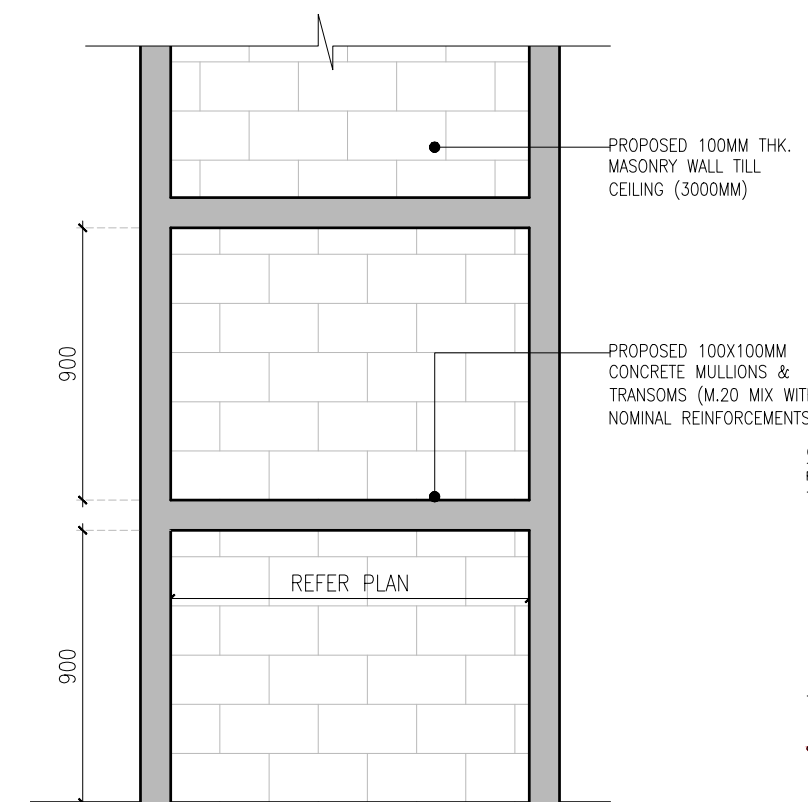 PROPOSED 100MM THK.
MASONRY WALL TILL
CEILING (3000MM)
900
PROPOSED 100X100MM
CONCRETE MULLIONS &
TRANSOMS (M.20 MIX
NOMINAL REINFORCEMENTS
REFER PLAN
900